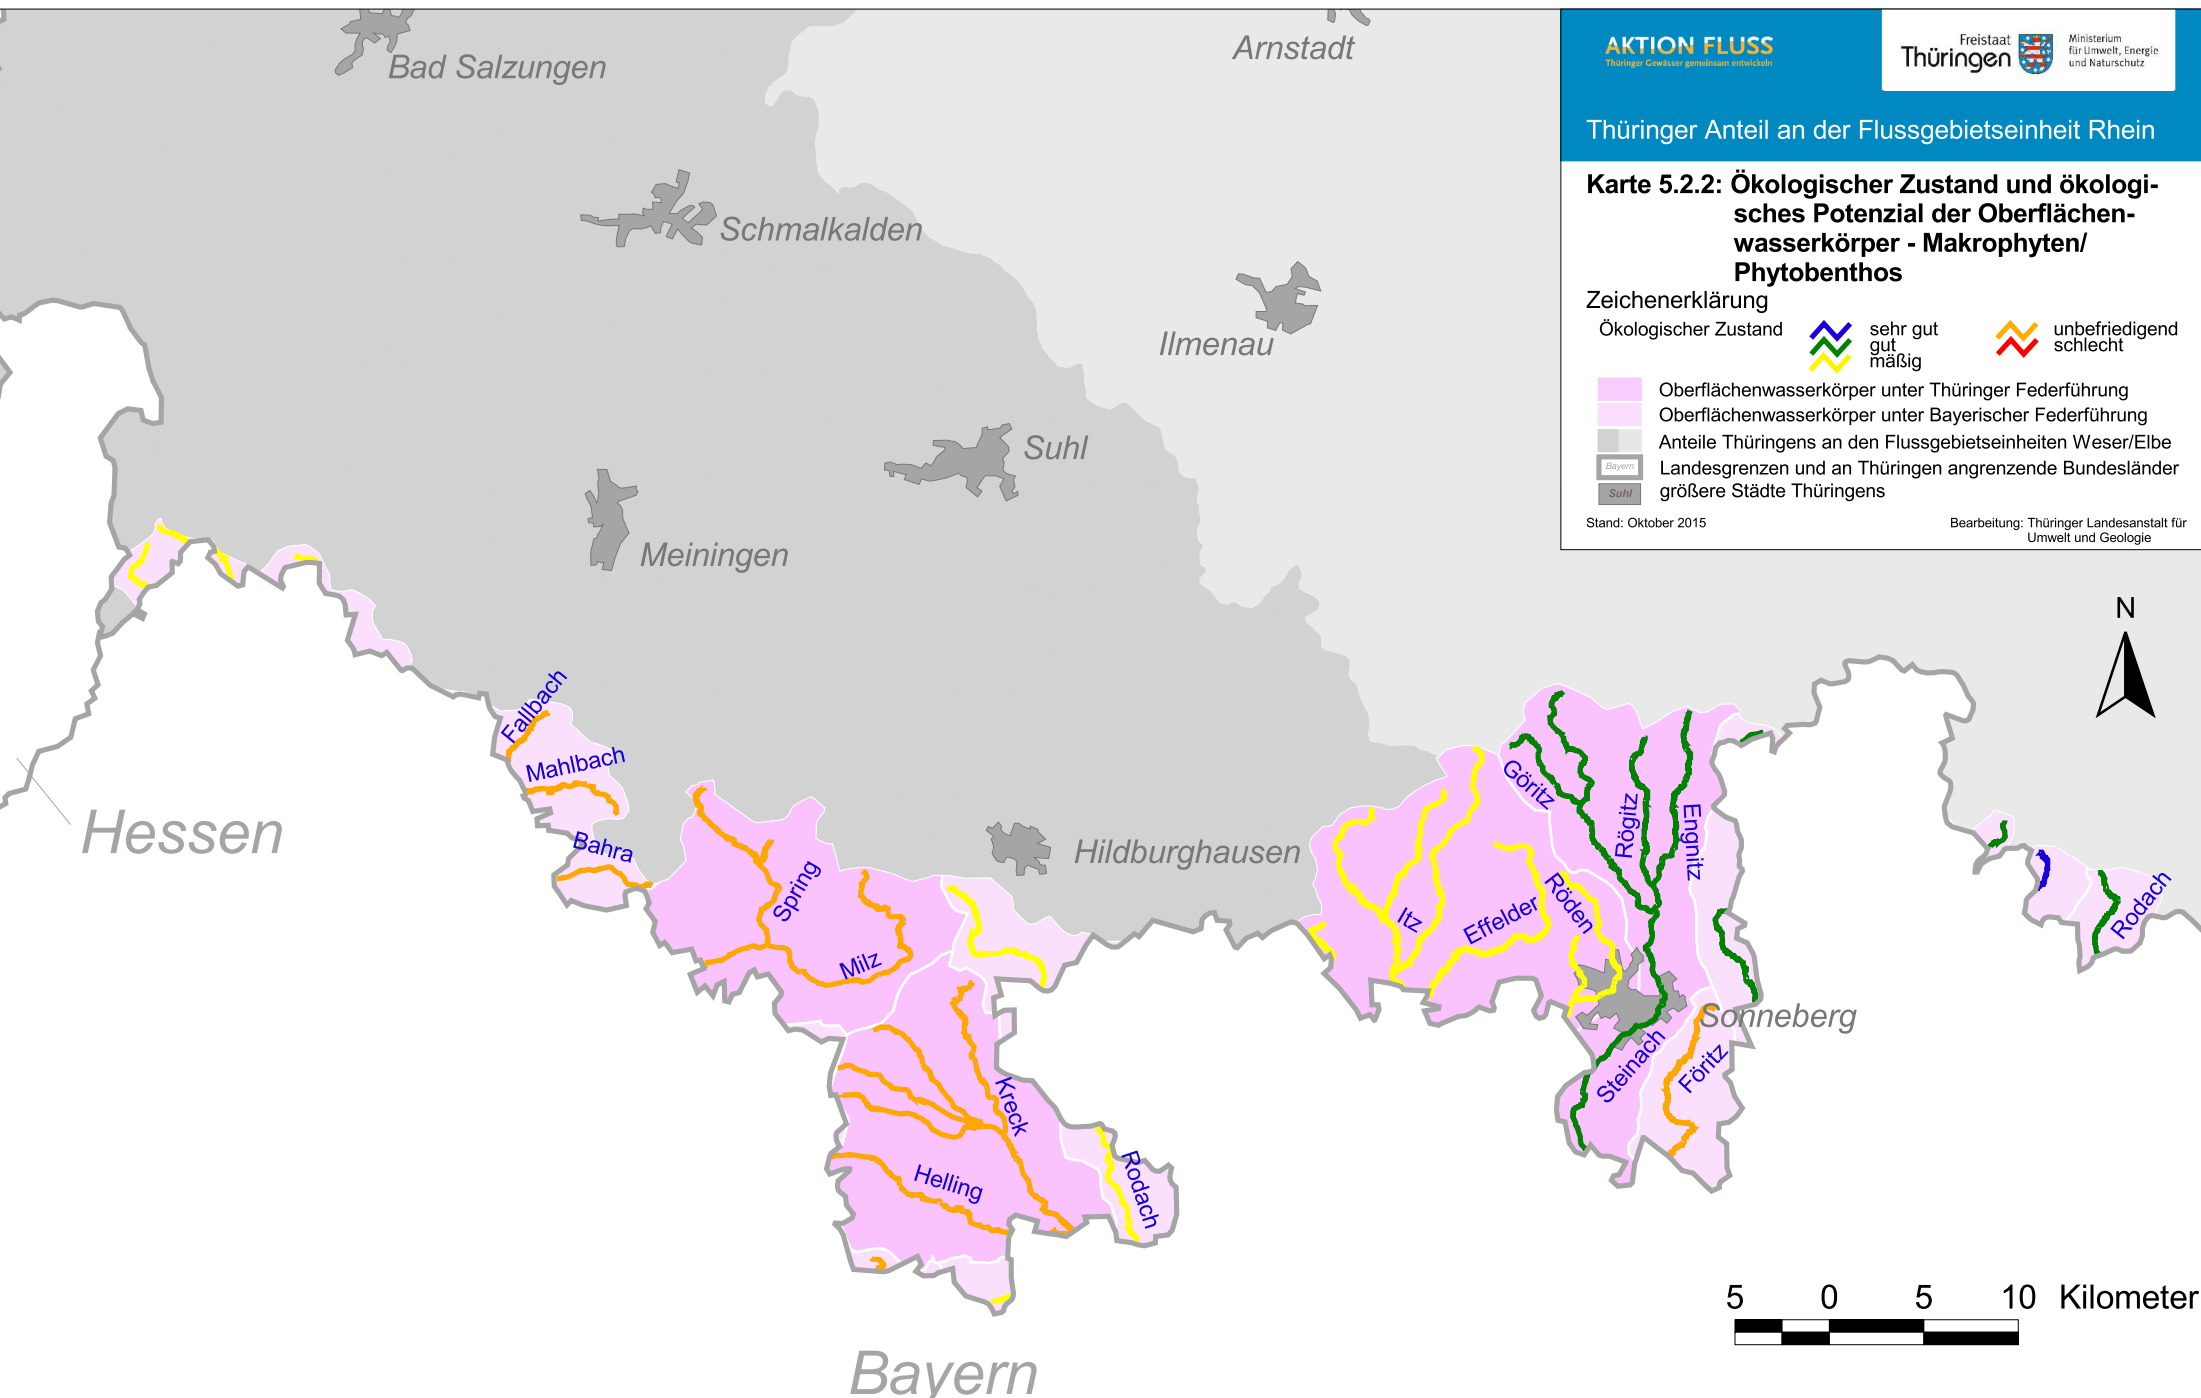 Bad Salzungen
Arnstadt
Schmalkalden
Ilmenau
Suhl
Meiningen
Hildburghausen
Sonneberg
Hessen
Bayern
AKTION FLUSS
Thüringer Gewässer gemeinsam entwickeln
Freistaat
Thüringen
Ministerium
für Umwelt, Energie
und Naturschutz
Thüringer Anteil an der Flussgebietseinheit Rhein
Karte 5.2.2: Ökologischer Zustand und ökologi-
sches Potenzial der Oberflächen-
wasserkörper - Makrophyten/
Phytobenthos
Zeichenerklärung
Ökologischer Zustand
sehr gut
gut
mäßig
unbefriedigend
schlecht
Oberflächenwasserkörper unter Thüringer Federführung
Oberflächenwasserkörper unter Bayerischer Federführung
Anteile Thüringens an den Flussgebietseinheiten Weser/Elbe
Bayern
Landesgrenzen und an Thüringen angrenzende Bundesländer
Suhl
größere Städte Thüringens
Stand: Oktober 2015
Bearbeitung: Thüringer Landesanstalt für
Umwelt und Geologie
N
Fallbach
Mahlbach
Bahra
Spring
Milz
Kreck
Helling
Rodach
Itz
Effelder
Röden
Göritz
Rögitz
Engnitz
Steinach
Föritz
Rodach
5 0 5 10 Kilometer